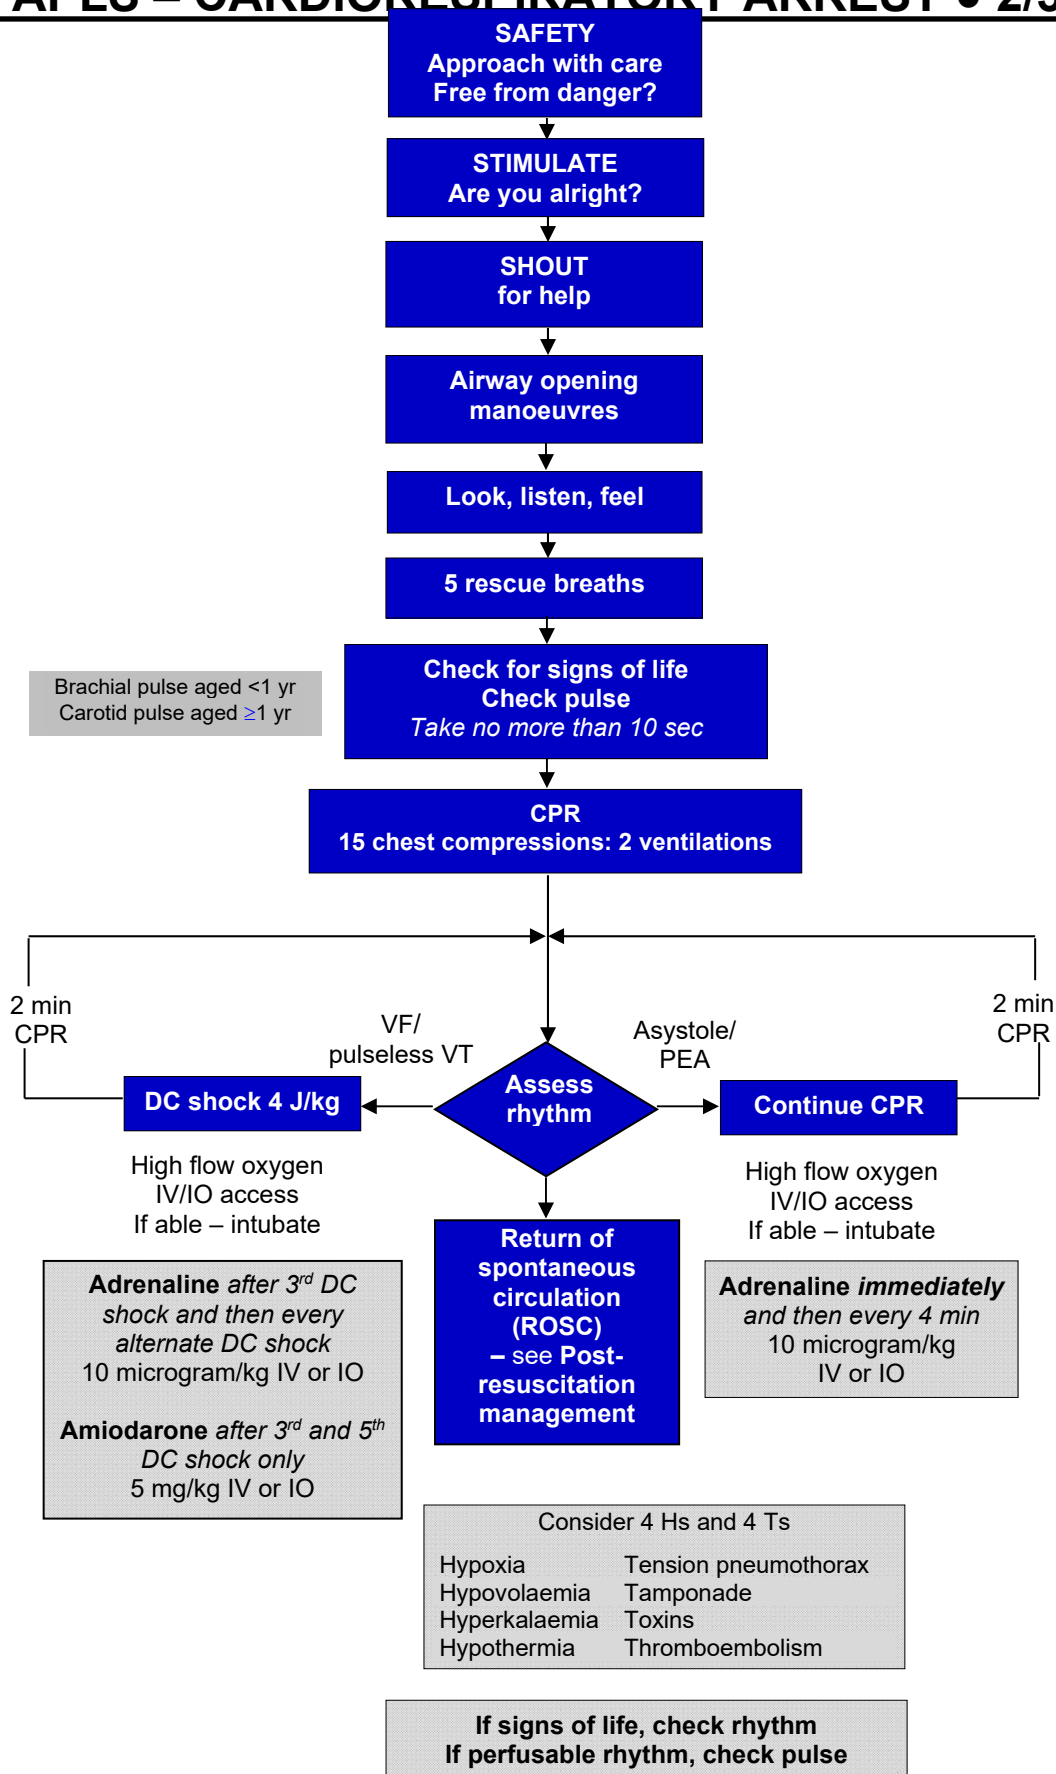 APLS – CARDIORESPIRATORY ARREST ● 2/3
SAFETY
Approach with care
Free from danger?
STIMULATE
Are you alright?
SHOUT
for help
Airway opening
manoeuvres
Look, listen, feel
5 rescue breaths
Brachial pulse aged <1 yr
Carotid pulse aged ≥1 yr
Check for signs of life
Check pulse
Take no more than 10 sec
CPR
15 chest compressions: 2 ventilations
2 min
CPR
VF/
pulseless VT
Asystole/
PEA
2 min
CPR
DC shock 4 J/kg
Assess
rhythm
Continue CPR
High flow oxygen
IV/IO access
If able – intubate
High flow oxygen
IV/IO access
If able – intubate
Adrenaline after 3rd DC
shock and then every
alternate DC shock
10 microgram/kg IV or IO
Amiodarone after 3rd and 5th
DC shock only
5 mg/kg IV or IO
Return of
spontaneous
circulation
(ROSC)
– see Post-
resuscitation
management
Adrenaline immediately
and then every 4 min
10 microgram/kg
IV or IO
Consider 4 Hs and 4 Ts
Hypoxia Tension pneumothorax
Hypovolaemia Tamponade
Hyperkalaemia Toxins
Hypothermia Thromboembolism
If signs of life, check rhythm
If perfusable rhythm, check pulse